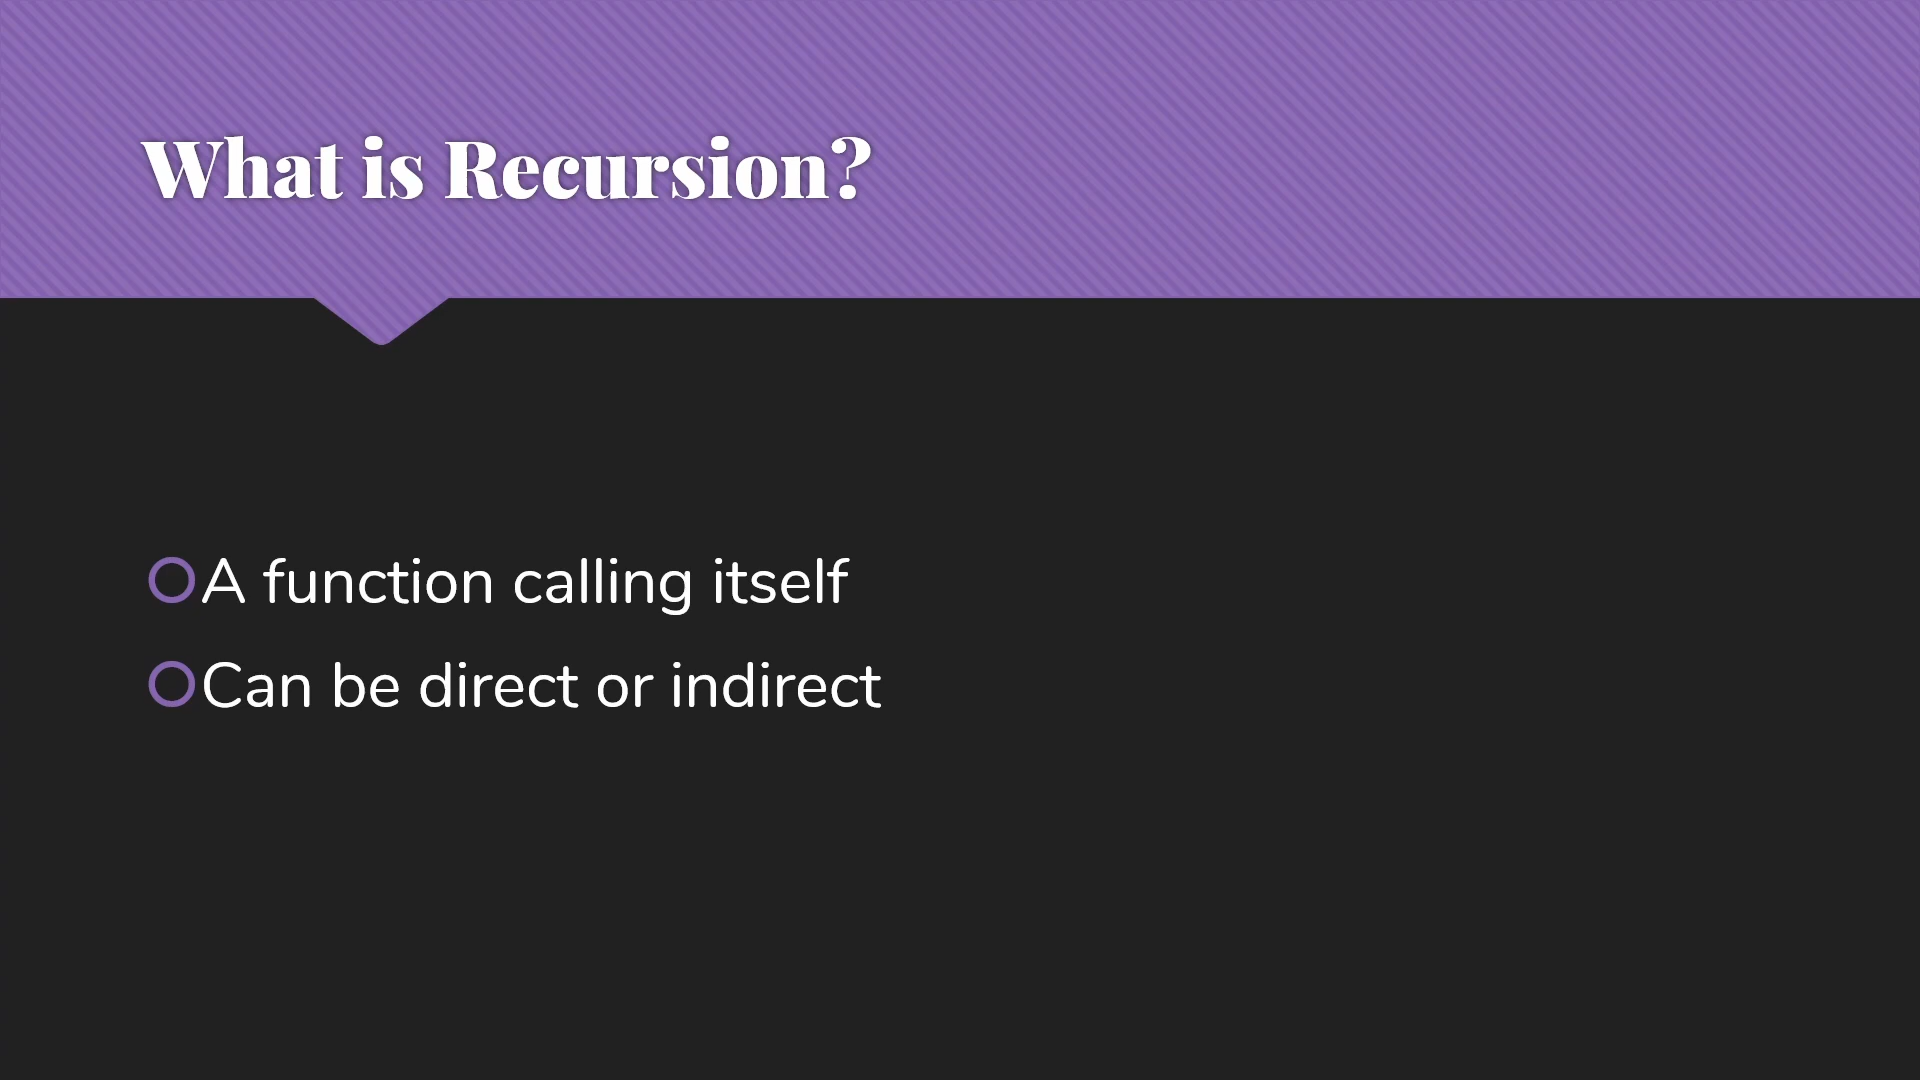 What is Recursion?
A function calling itself
Can be direct or indirect